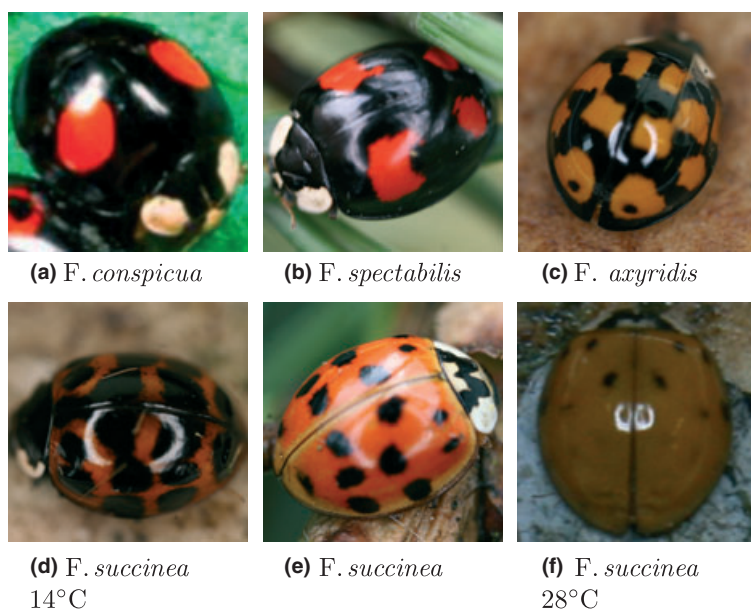 (a) F. conspicua
(b) F. spectabilis
(c) F. axyridis
(d) F. succinea
14°C
(e) F. succinea
(f) F. succinea
28°C